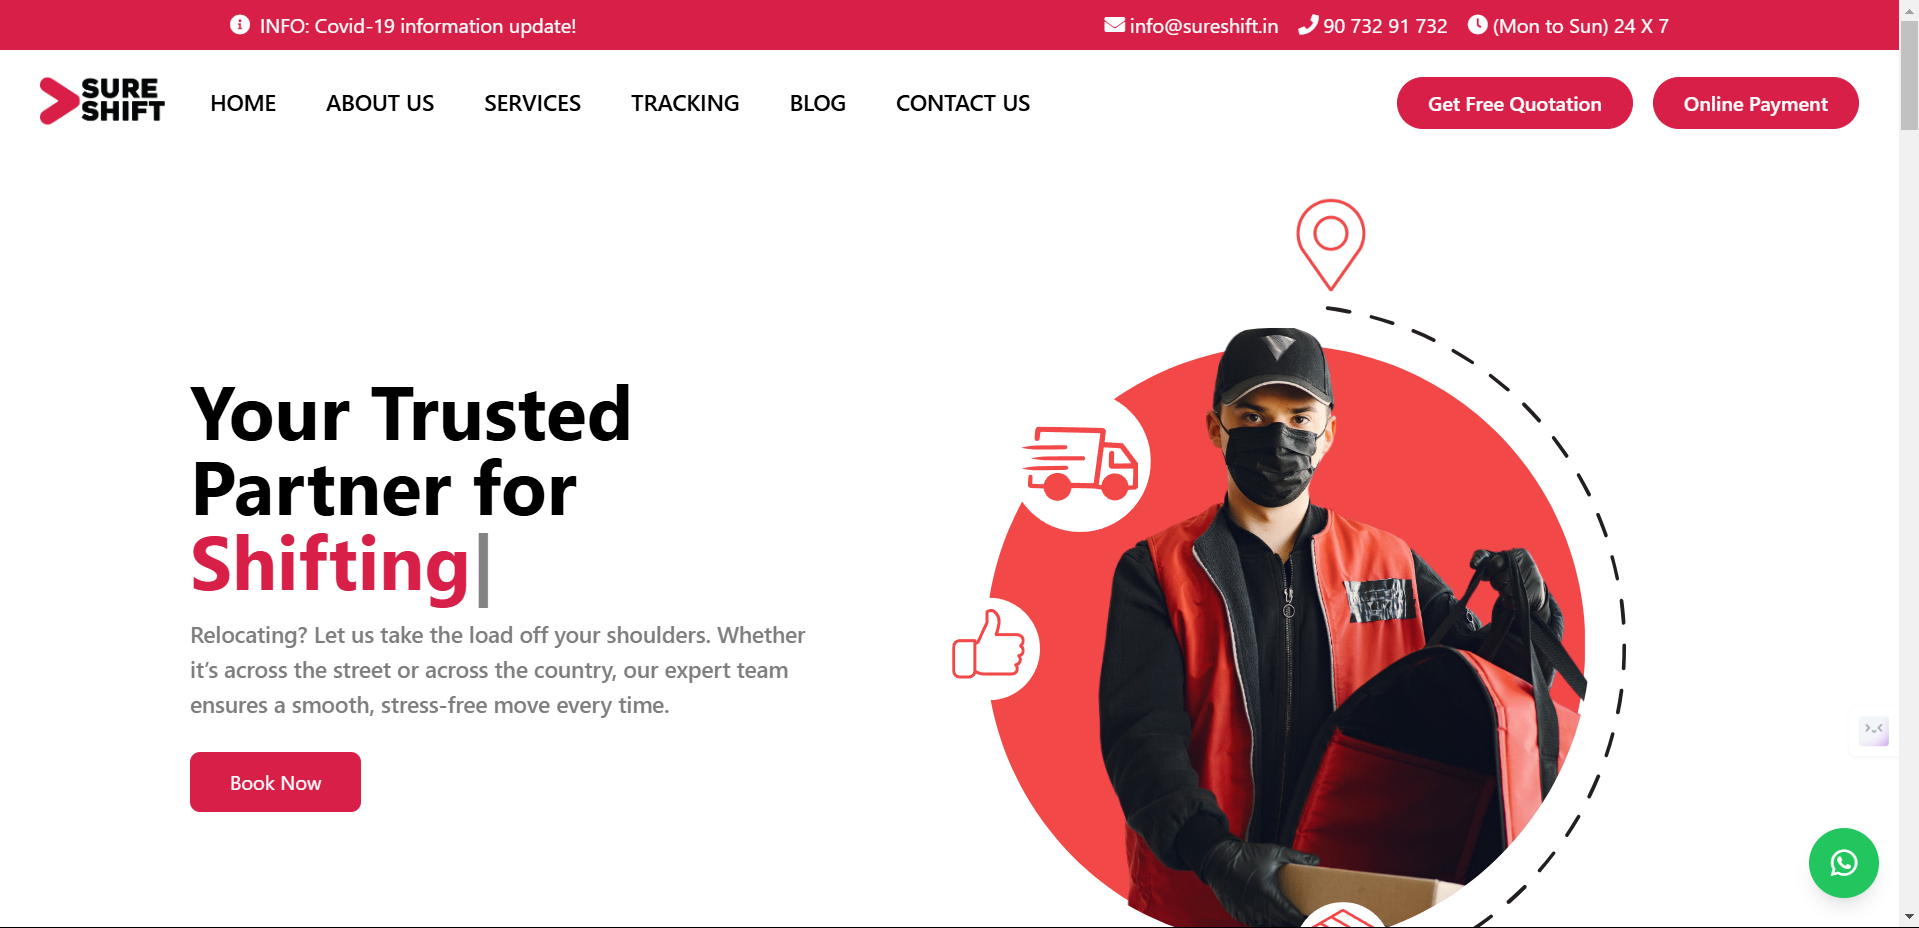 INFO: Covid-19 information update!
info@sureshift.in 90 732 91 732 (Mon to Sun) 24 X 7
SURE
SHIFT
HOME ABOUT US SERVICES TRACKING BLOG CONTACT US
Get Free Quotation Online Payment
Your Trusted
Partner for
Shifting|
Relocating? Let us take the load off your shoulders. Whether
it’s across the street or across the country, our expert team
ensures a smooth, stress-free move every time.
Book Now